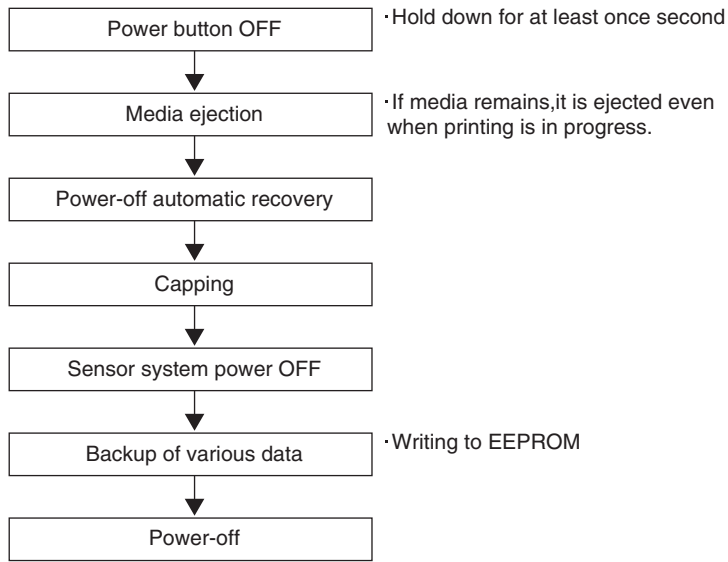 Power button OFF
·Hold down for at least once second
Media ejection
·If media remains,it is ejected even
when printing is in progress.
Power-off automatic recovery
Capping
Sensor system power OFF
Backup of various data
·Writing to EEPROM
Power-off